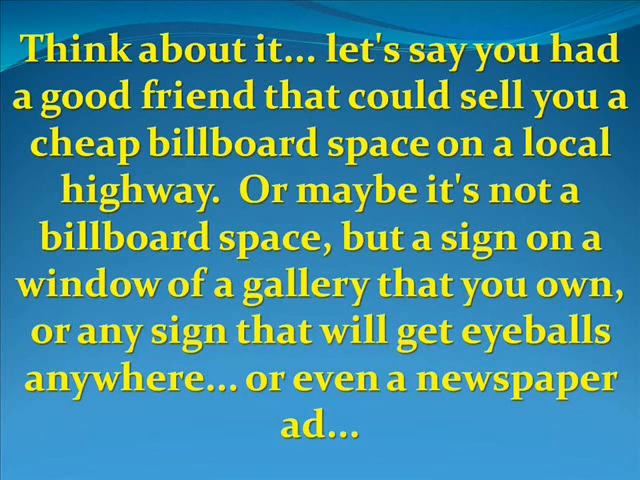 Think about it... let's say you had
a good friend that could sell you a
cheap billboard space on a local
highway.  Or maybe it's not a
billboard space, but a sign on a
window of a gallery that you own,
or any sign that will get eyeballs
anywhere... or even a newspaper
ad...